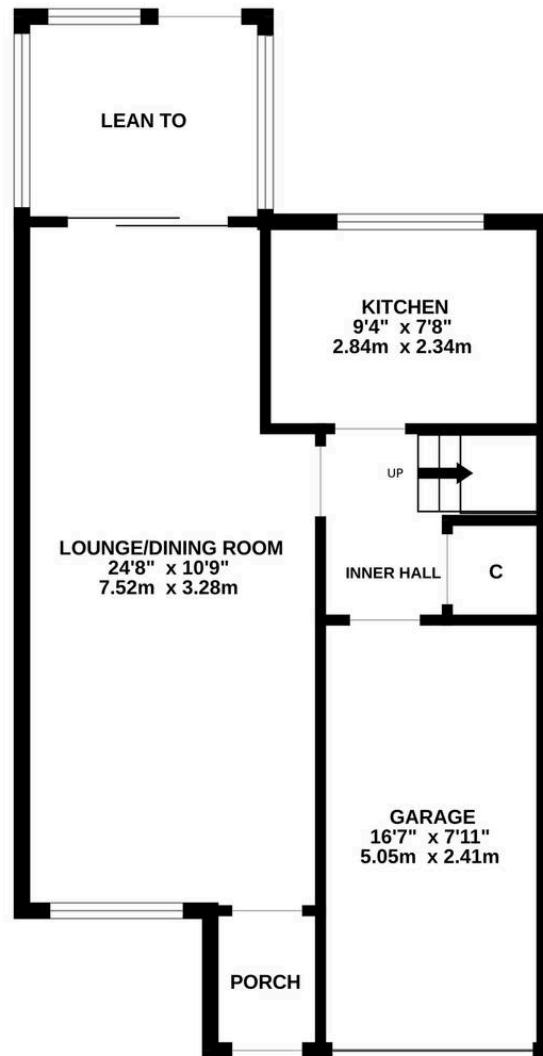 LEAN TO
KITCHEN
9'4" x 7'8"
2.84m x 2.34m
UP
LOUNGE/DINING ROOM
24'8" x 10'9"
7.52m x 3.28m
INNER HALL
C
GARAGE
16'7" x 7'11"
5.05m x 2.41m
PORCH